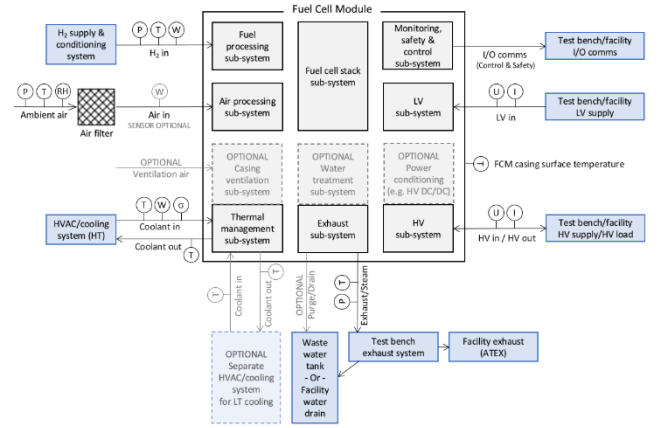 Fuel Cell Module
H₂ supply &
conditioning
system
P T W
H₂ in
Fuel
processing
sub-system
Fuel cell stack
sub-system
Monitoring,
safety &
control
sub-system
I/O comms
(Control & Safety)
Test bench/facility
I/O comms
P T RH
Ambient air
Air filter
W
Air in
SENSOR OPTIONAL
Air processing
sub-system
LV
sub-system
U I
LV in
Test bench/facility
LV supply
OPTIONAL
Ventilation air
OPTIONAL
Casing
ventilation
sub-system
OPTIONAL
Water
treatment
sub-system
OPTIONAL
Power
conditioning
(e.g. HV DC/DC)
T
FCM casing surface temperature
HVAC/cooling
system (HT)
T W σ
Coolant in
Coolant out
T
Thermal
management
sub-system
Exhaust
sub-system
HV
sub-system
U I
HV in / HV out
Test bench/facility
HV supply/HV load
T
Coolant in
Coolant out
T
OPTIONAL
Purge/Drain
T
P
Exhaust/Steam
OPTIONAL
Separate
HVAC/cooling
system
for LT cooling
Waste
water
tank
- Or -
Facility
water
drain
Test bench
exhaust system
Facility exhaust
(ATEX)